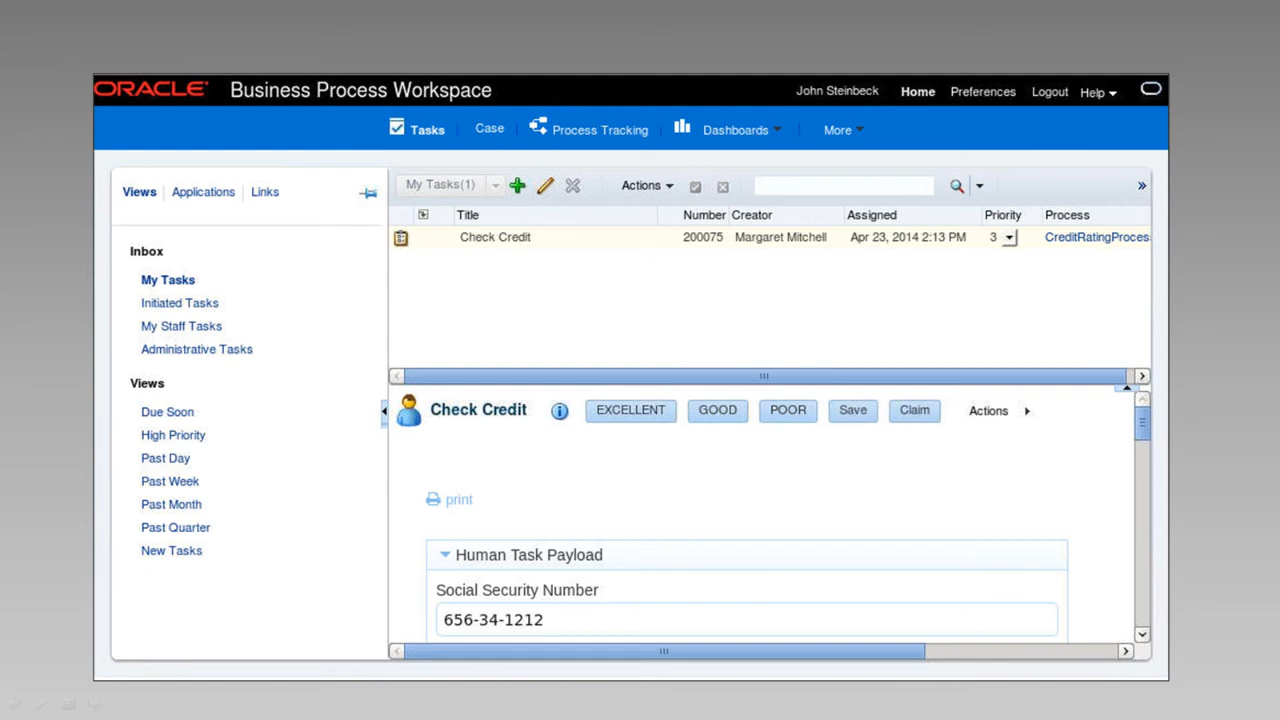 ORACLE Business Process Workspace John Steinbeck Home Preferences Logout Help
Tasks Case Process Tracking Dashboards More
Views Applications Links
My Tasks(1) Actions
Title Number Creator Assigned Priority Process
Check Credit 200075 Margaret Mitchell Apr 23, 2014 2:13 PM 3 CreditRatingProces
Inbox
My Tasks
Initiated Tasks
My Staff Tasks
Administrative Tasks
Views
Due Soon
High Priority
Past Day
Past Week
Past Month
Past Quarter
New Tasks
Check Credit EXCELLENT GOOD POOR Save Claim Actions
print
Human Task Payload
Social Security Number
656-34-1212